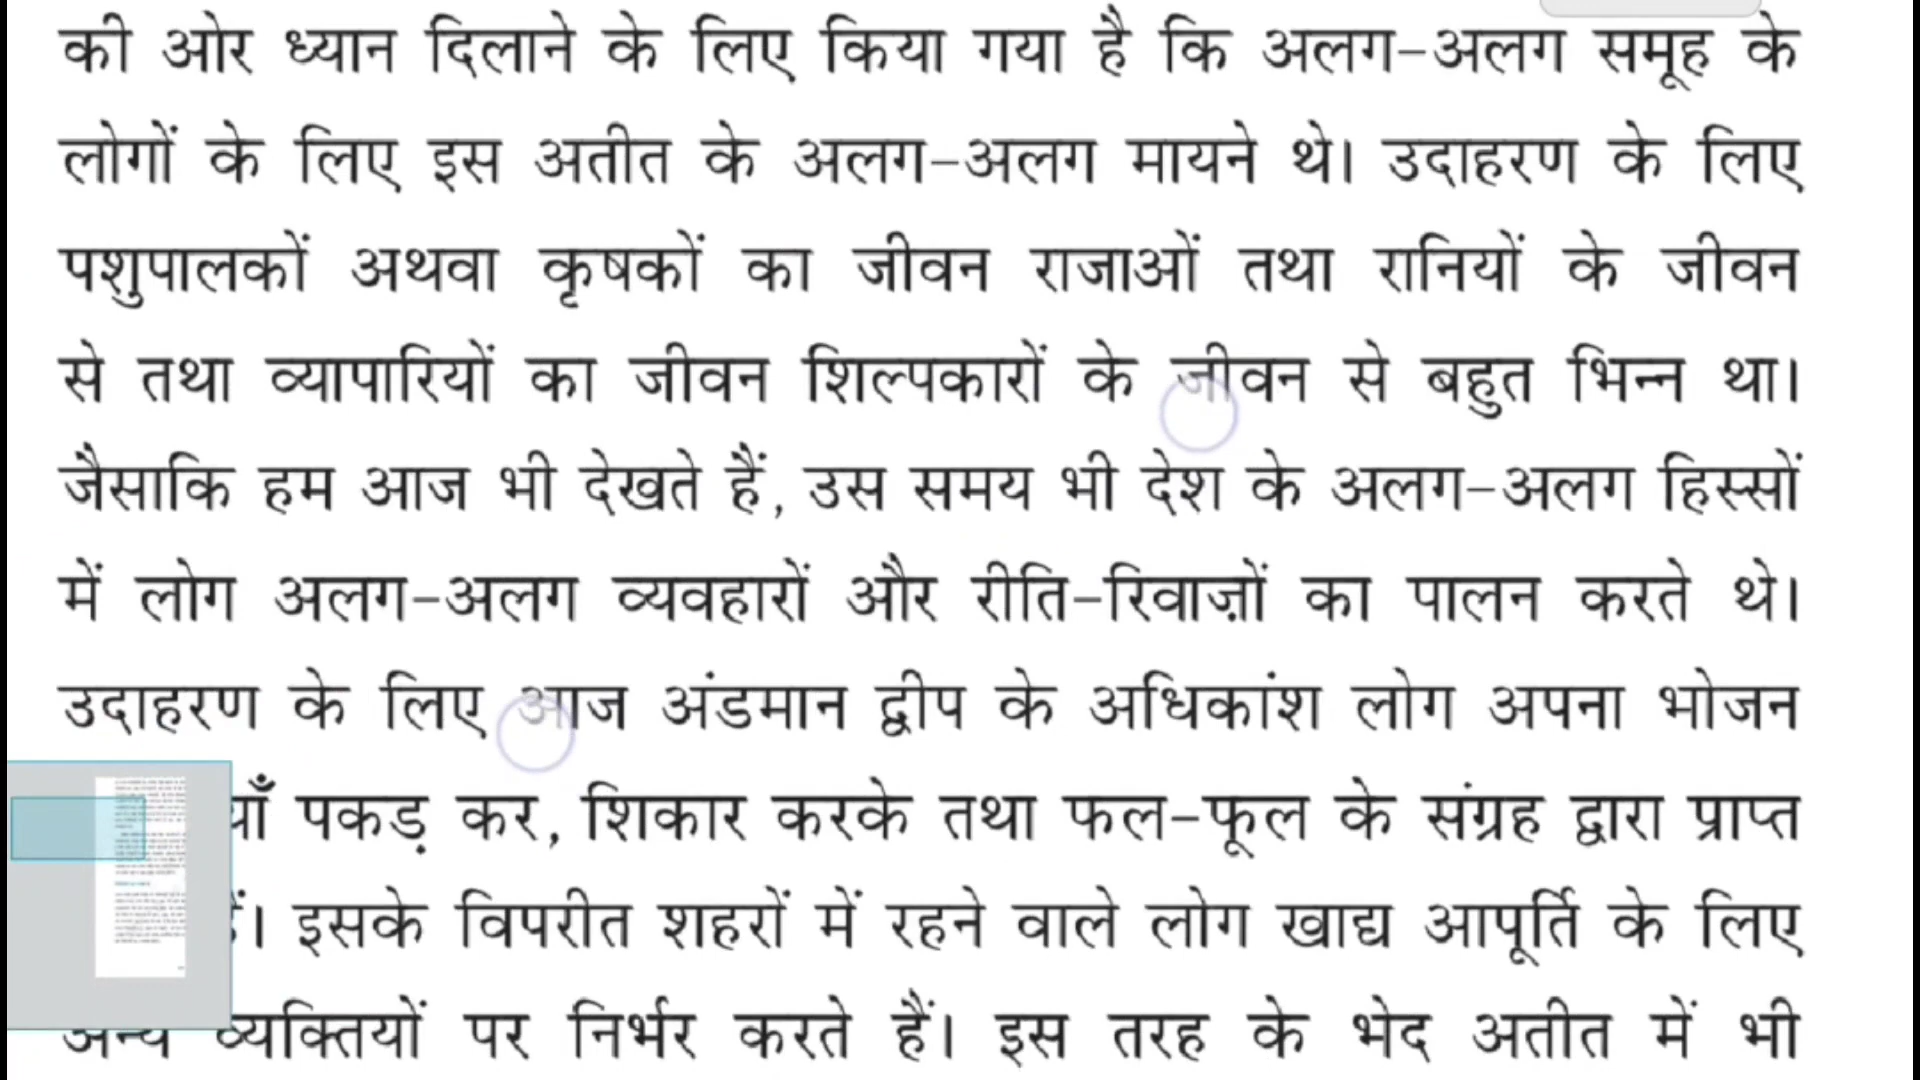 की ओर ध्यान दिलाने के लिए किया गया है कि अलग-अलग समूह के
लोगों के लिए इस अतीत के अलग-अलग मायने थे। उदाहरण के लिए
पशुपालकों अथवा कृषकों का जीवन राजाओं तथा रानियों के जीवन
से तथा व्यापारियों का जीवन शिल्पकारों के जीवन से बहुत भिन्न था।
जैसाकि हम आज भी देखते हैं, उस समय भी देश के अलग-अलग हिस्सों
में लोग अलग-अलग व्यवहारों और रीति-रिवाज़ों का पालन करते थे।
उदाहरण के लिए आज अंडमान द्वीप के अधिकांश लोग अपना भोजन
पकड़ कर, शिकार करके तथा फल-फूल के संग्रह द्वारा प्राप्त
इसके विपरीत शहरों में रहने वाले लोग खाद्य आपूर्ति के लिए
अन्य व्यक्तियों पर निर्भर करते हैं। इस तरह के भेद अतीत में भी